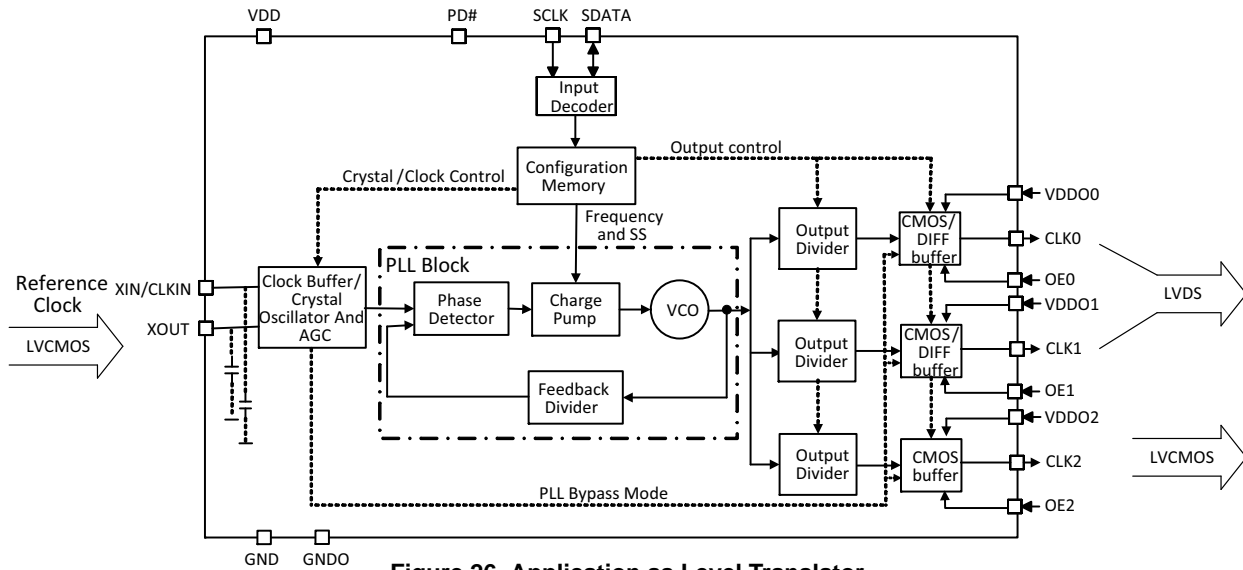 VDD
PD#
SCLK
SDATA
Input
Decoder
Output control
Configuration
Memory
Crystal /Clock Control
Frequency
and SS
PLL Block
Reference
Clock
LVCMOS
XIN/CLKIN
XOUT
Clock Buffer/
Crystal
Oscillator And
AGC
Phase
Detector
Charge
Pump
VCO
Feedback
Divider
Output
Divider
Output
Divider
Output
Divider
CMOS/
DIFF
buffer
CMOS/
DIFF
buffer
CMOS
buffer
VDDO0
CLK0
OE0
VDDO1
CLK1
OE1
VDDO2
CLK2
OE2
LVDS
LVCMOS
PLL Bypass Mode
GND
GNDO
Figure 26. Application as Level Translator